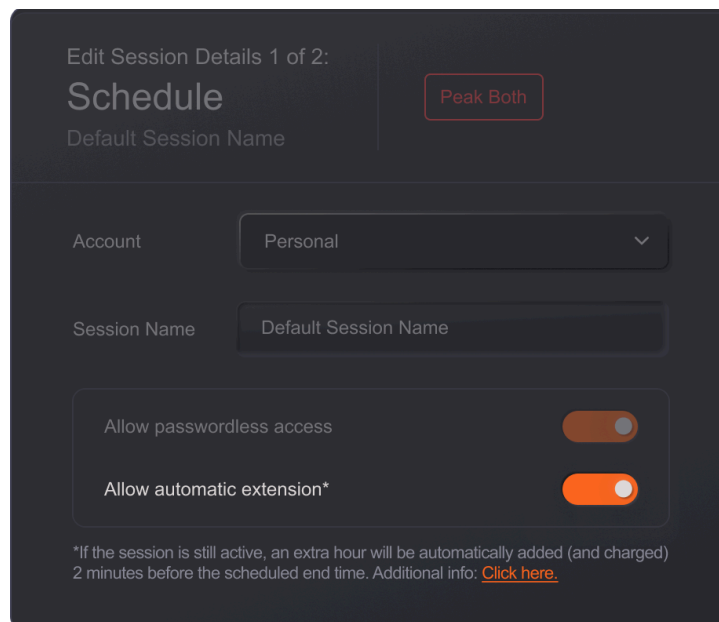 Edit Session Details 1 of 2:
Schedule
Default Session Name
Peak Both
Account
Personal
Session Name
Default Session Name
Allow passwordless access
Allow automatic extension*
*If the session is still active, an extra hour will be automatically added (and charged)
2 minutes before the scheduled end time. Additional info: Click here.